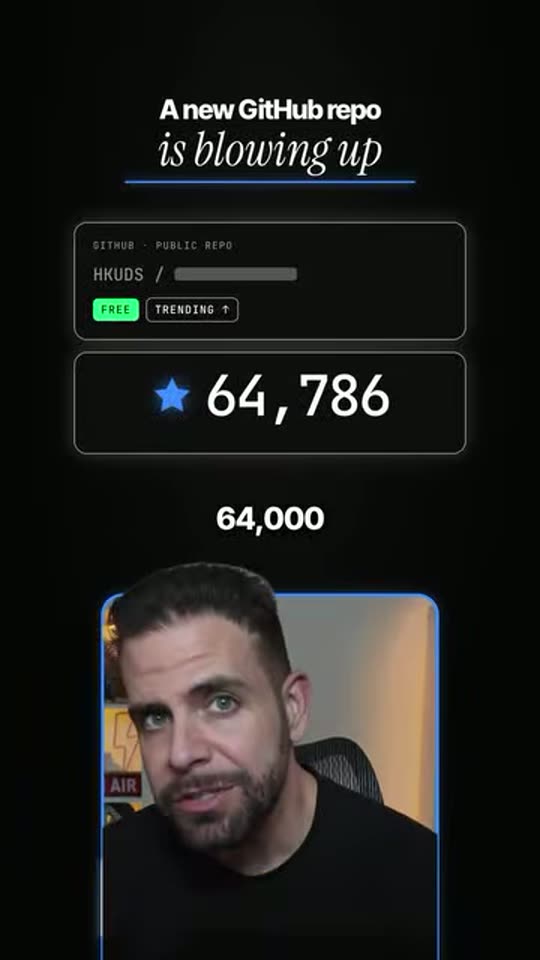 A new GitHub repo
is blowing up
GITHUB · PUBLIC REPO
HKUDS /
FREE
TRENDING ↑
64,786
64,000
AIR